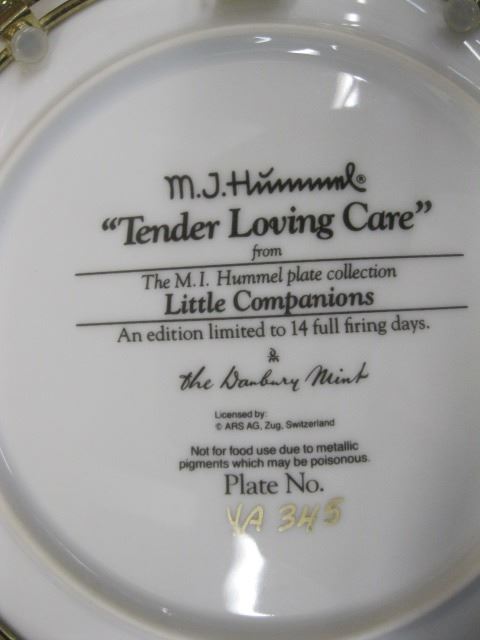 M.J.Hummel®
“Tender Loving Care”
from
The M.I. Hummel plate collection
Little Companions
An edition limited to 14 full firing days.
the Danbury Mint
Licensed by:
© ARS AG, Zug, Switzerland
Not for food use due to metallic
pigments which may be poisonous.
Plate No.
YA 345